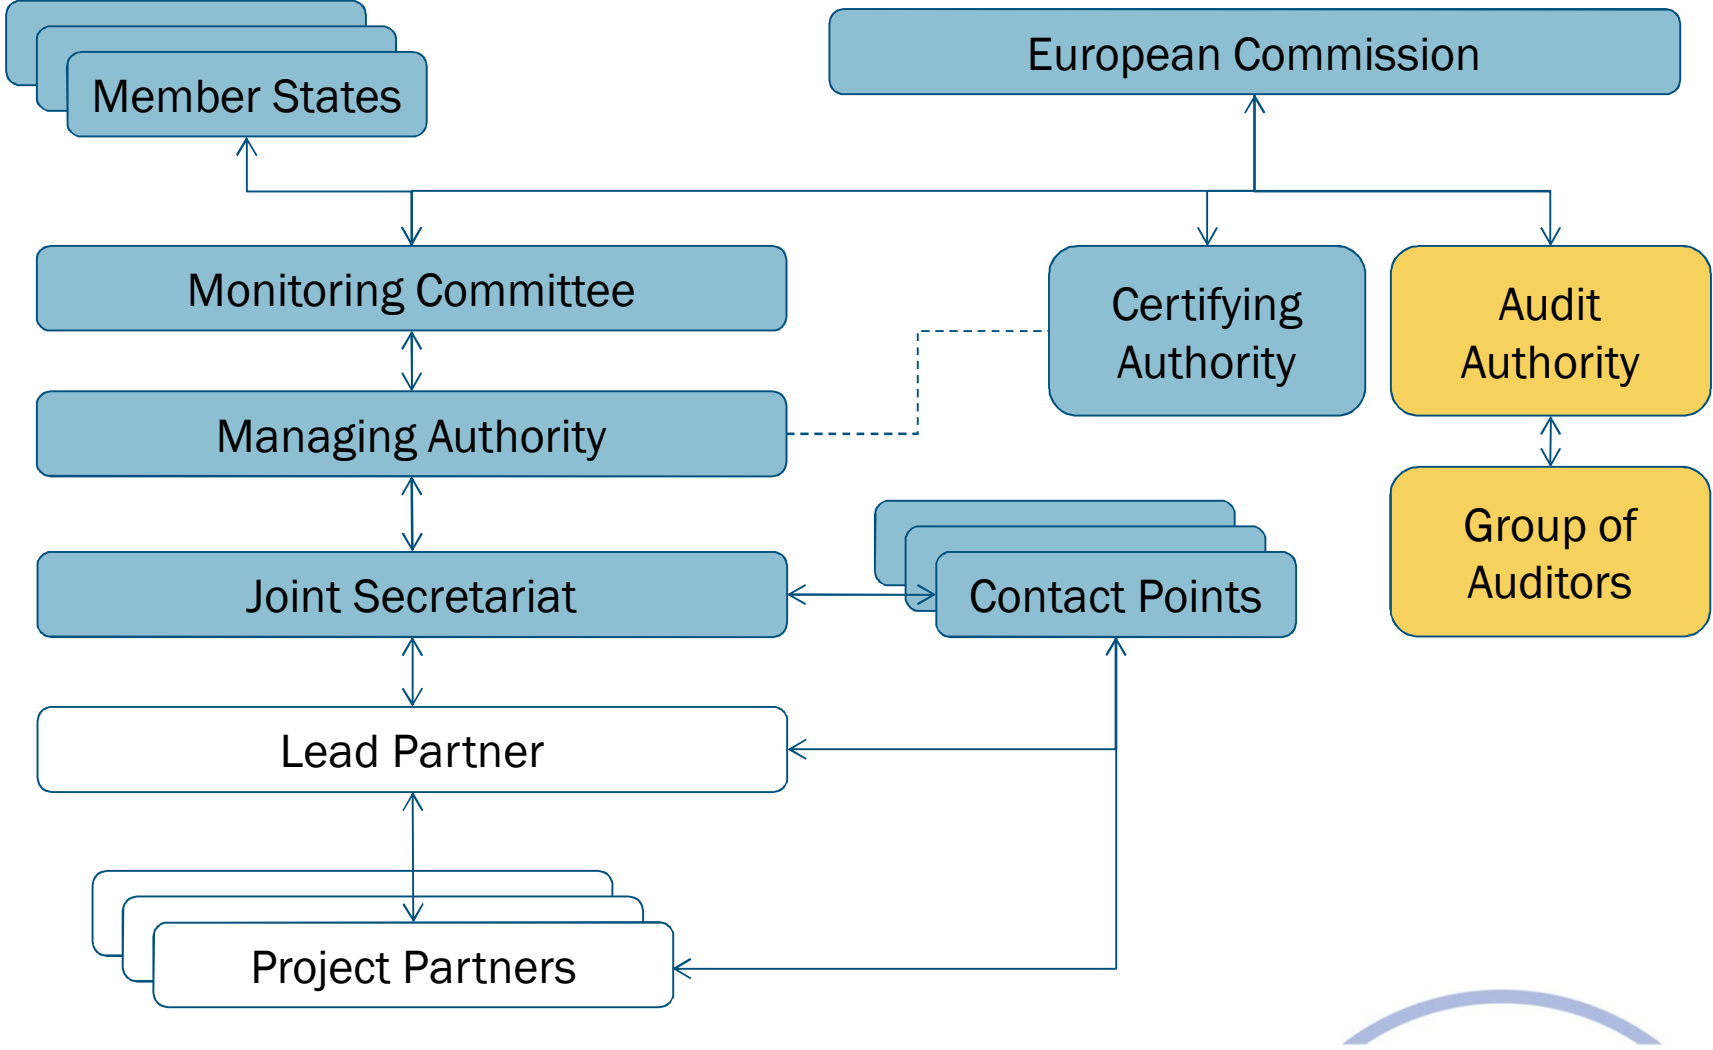 Member States
European Commission
Monitoring Committee
Certifying
Authority
Audit
Authority
Managing Authority
Group of
Auditors
Joint Secretariat
Contact Points
Lead Partner
Project Partners